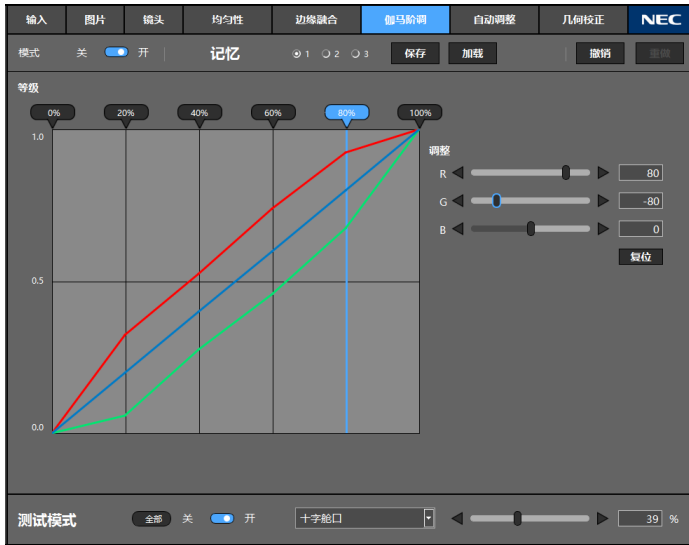 输入 图片 镜头 均匀性 边缘融合 伽马阶调 自动调整 几何校正 NEC
模式 关 开 记忆 1 2 3 保存 加载 撤销 重做
等级
0% 20% 40% 60% 80% 100%
1.0
调整
R 80
G -80
B 0
复位
0.5
0.0
测试模式 全部 关 开 十字舱口 39 %